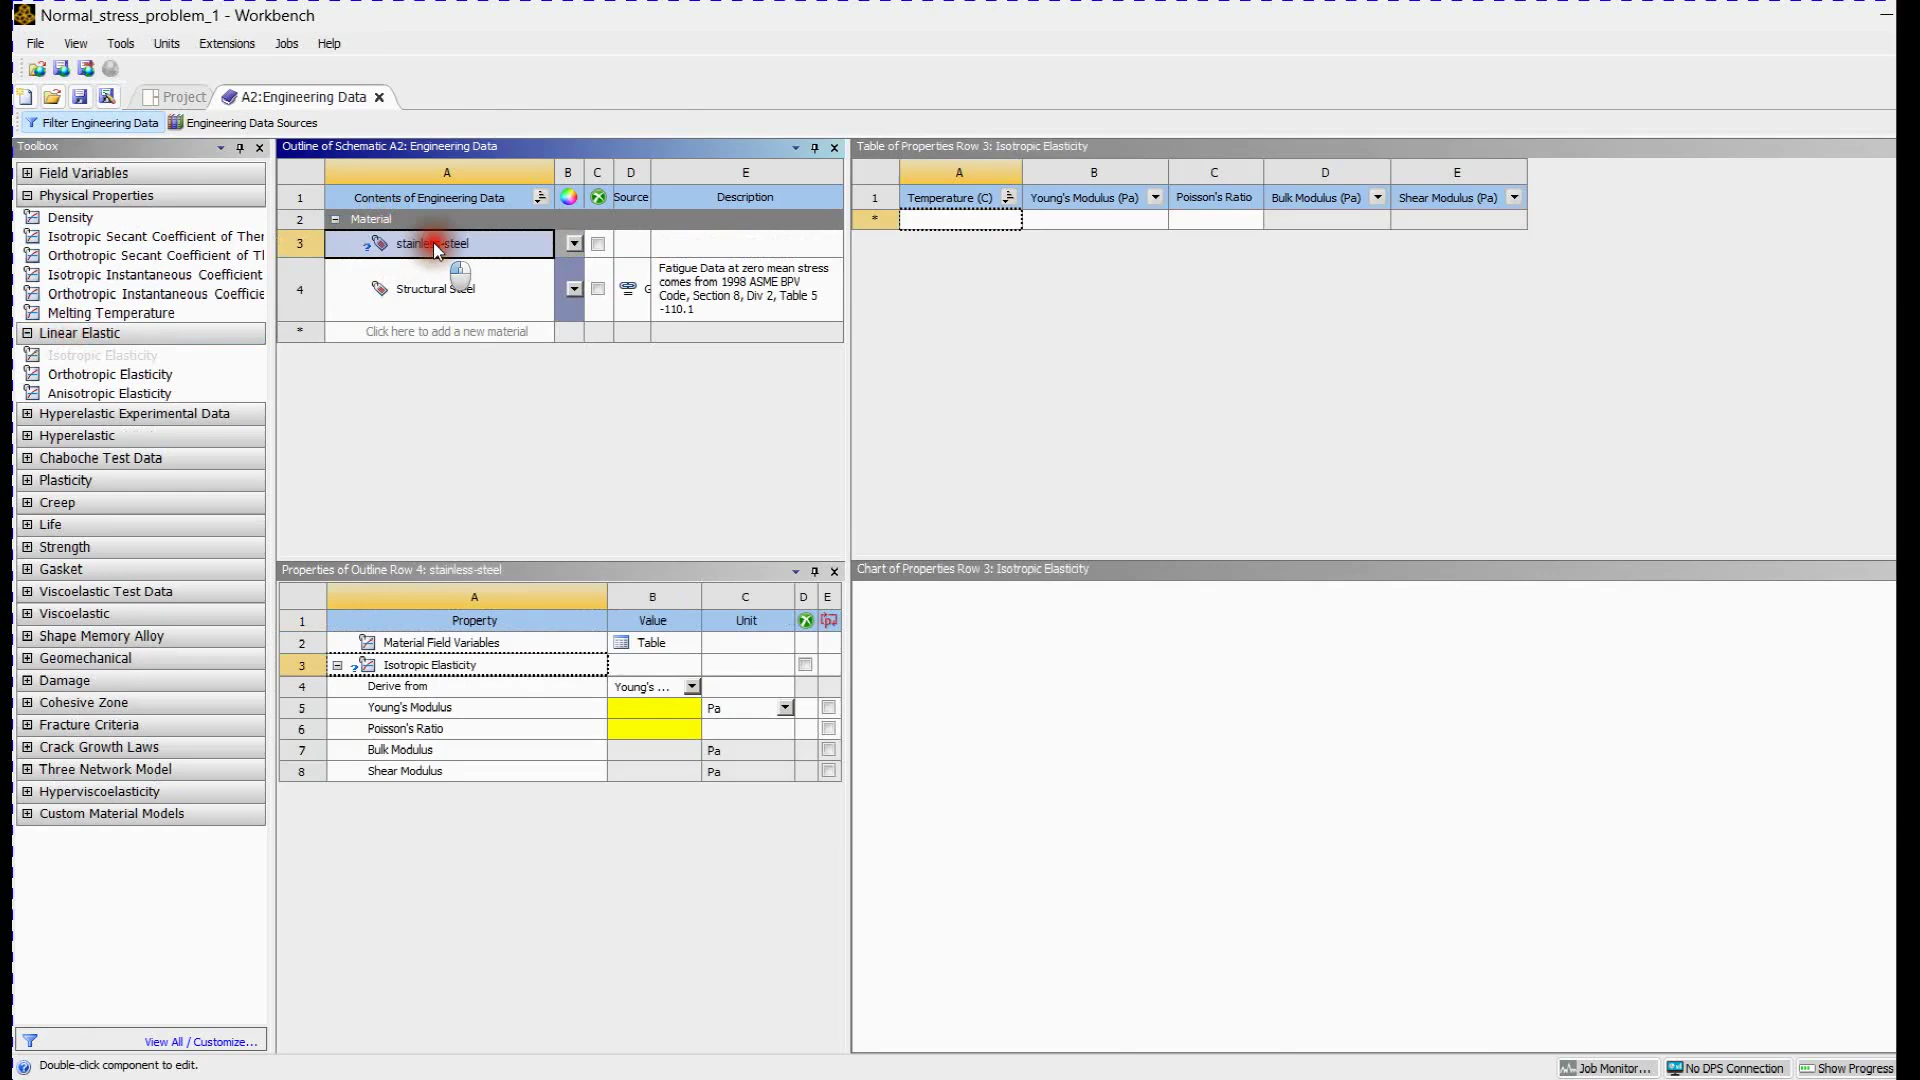 Normal_stress_problem_1 - Workbench
File View Tools Units Extensions Jobs Help
Project A2:Engineering Data
Filter Engineering Data Engineering Data Sources
Toolbox
Field Variables
Physical Properties
Density
Isotropic Secant Coefficient of Ther
Orthotropic Secant Coefficient of Tl
Isotropic Instantaneous Coefficient
Orthotropic Instantaneous Coefficie
Melting Temperature
Linear Elastic
Isotropic Elasticity
Orthotropic Elasticity
Anisotropic Elasticity
Hyperelastic Experimental Data
Hyperelastic
Chaboche Test Data
Plasticity
Creep
Life
Strength
Gasket
Viscoelastic Test Data
Viscoelastic
Shape Memory Alloy
Geomechanical
Damage
Cohesive Zone
Fracture Criteria
Crack Growth Laws
Three Network Model
Hyperviscoelasticity
Custom Material Models
View All / Customize...
Outline of Schematic A2: Engineering Data
A B C D E
1 Contents of Engineering Data Source Description
2 Material
3 ? stainless-steel
4 Structural Steel G Fatigue Data at zero mean stress
comes from 1998 ASME BPV
Code, Section 8, Div 2, Table 5
-110.1
* Click here to add a new material
Properties of Outline Row 4: stainless-steel
A B C D E
1 Property Value Unit
2 Material Field Variables Table
3 ? Isotropic Elasticity
4 Derive from Young's ...
5 Young's Modulus Pa
6 Poisson's Ratio
7 Bulk Modulus Pa
8 Shear Modulus Pa
Table of Properties Row 3: Isotropic Elasticity
A B C D E
1 Temperature (C) Young's Modulus (Pa) Poisson's Ratio Bulk Modulus (Pa) Shear Modulus (Pa)
*
Chart of Properties Row 3: Isotropic Elasticity
Double-click component to edit.
Job Monitor... No DPS Connection Show Progress